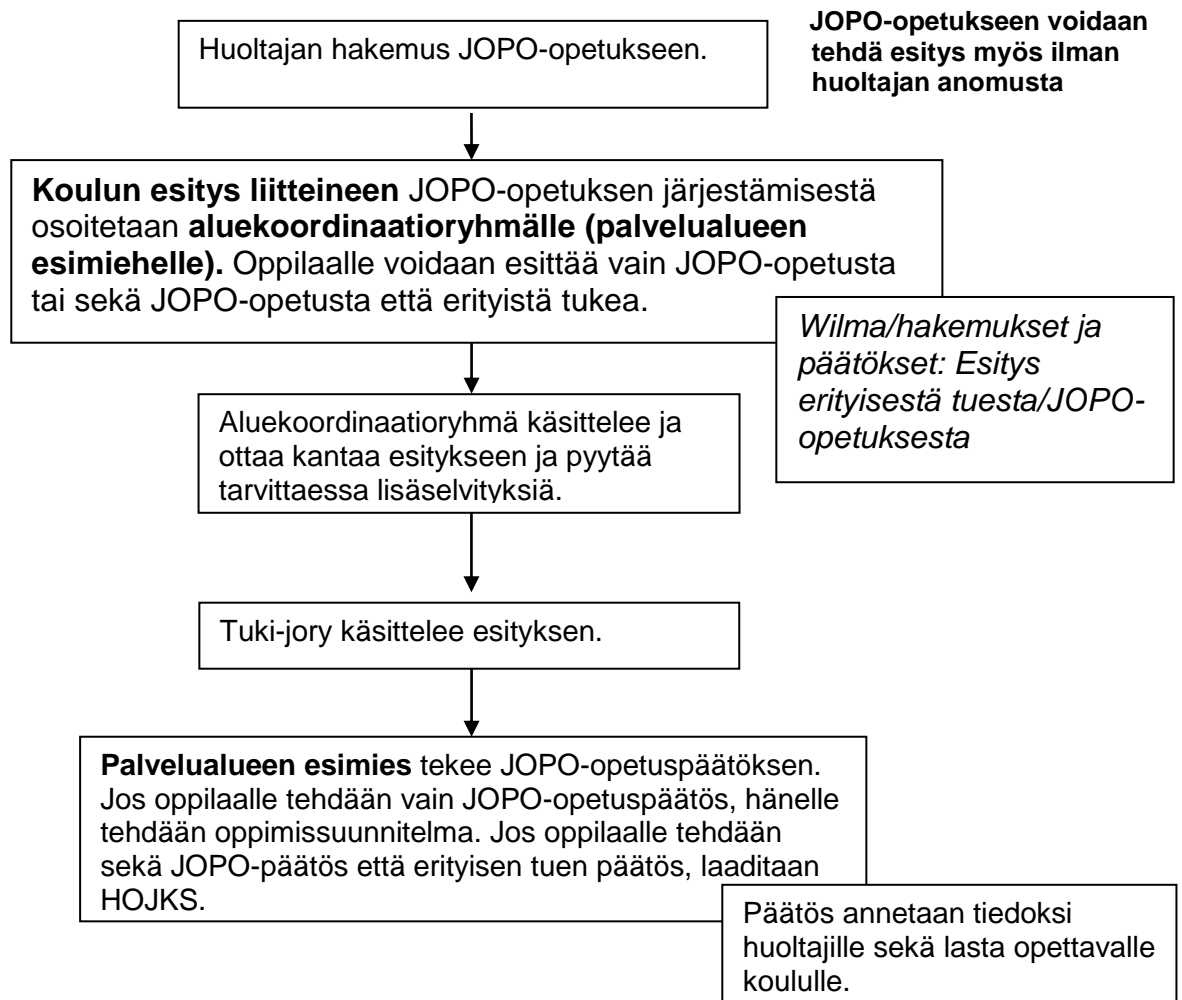 Huoltajan hakemus JOPO-opetukseen.
JOPO-opetukseen voidaan
tehdä esitys myös ilman
huoltajan anomusta
Koulun esitys liitteineen JOPO-opetuksen järjestämisestä
osoitetaan aluekoordinaatioryhmälle (palvelualueen
esimiehelle). Oppilaalle voidaan esittää vain JOPO-opetusta
tai sekä JOPO-opetusta että erityistä tukea.
Wilma/hakemukset ja
päätökset: Esitys
erityisestä tuesta/JOPO-
opetuksesta
Aluekoordinaatioryhmä käsittelee ja
ottaa kantaa esitykseen ja pyytää
tarvittaessa lisäselvityksiä.
Tuki-jory käsittelee esityksen.
Palvelualueen esimies tekee JOPO-opetuspäätöksen.
Jos oppilaalle tehdään vain JOPO-opetuspäätös, hänelle
tehdään oppimissuunnitelma. Jos oppilaalle tehdään
sekä JOPO-päätös että erityisen tuen päätös, laaditaan
HOJKS.
Päätös annetaan tiedoksi
huoltajille sekä lasta opettavalle
koululle.